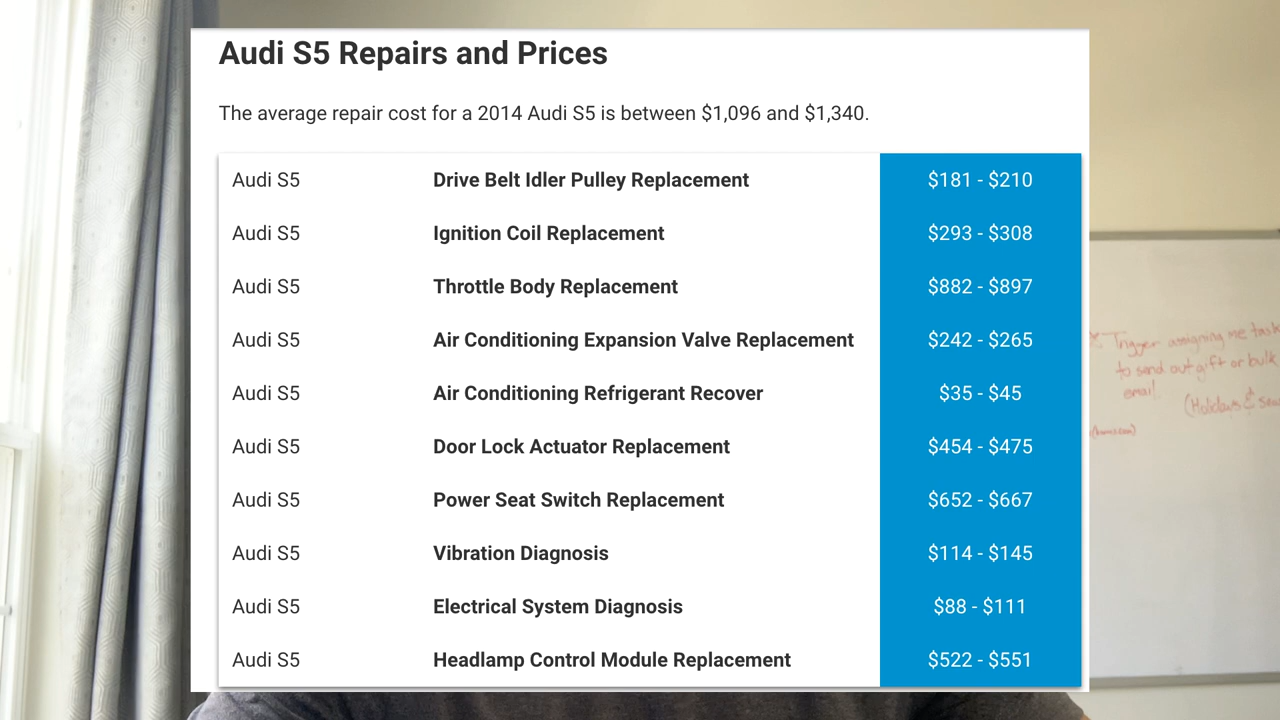 Audi S5 Repairs and Prices
The average repair cost for a 2014 Audi S5 is between $1,096 and $1,340.
Audi S5 Drive Belt Idler Pulley Replacement $181 - $210
Audi S5 Ignition Coil Replacement $293 - $308
Audi S5 Throttle Body Replacement $882 - $897
Audi S5 Air Conditioning Expansion Valve Replacement $242 - $265
Audi S5 Air Conditioning Refrigerant Recover $35 - $45
Audi S5 Door Lock Actuator Replacement $454 - $475
Audi S5 Power Seat Switch Replacement $652 - $667
Audi S5 Vibration Diagnosis $114 - $145
Audi S5 Electrical System Diagnosis $88 - $111
Audi S5 Headlamp Control Module Replacement $522 - $551
Trigger assigning me task
to send out gift or bulk
email
(Holidays &